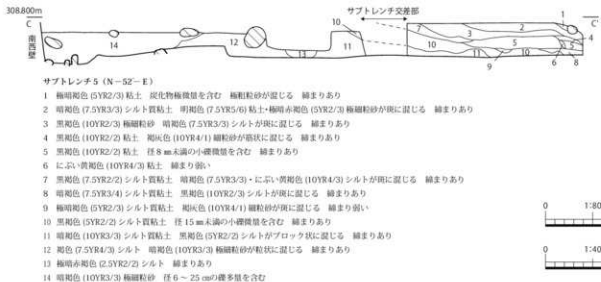 308.800m
C
サブトレンチ交差部
C'
南西壁
14
12
13
10
11
7
10
3
2
5
11
9
1
4
6
8
サブトレンチ5 (N－52°－E)
1 極暗褐色 (5YR2/3) 粘土 炭化物極微量を含む 極粗粒砂が混じる 締まりあり
2 暗褐色 (7.5YR3/3) シルト質粘土 明褐色 (7.5YR5/6) 粘土・極暗赤褐色 (5YR2/3) 極細粒砂が斑に混じる 締まりあり
3 黒褐色 (10YR2/3) 極細粒砂 暗褐色 (7.5YR3/3) シルトが斑に混じる 締まりあり
4 黒褐色 (10YR2/2) 粘土 褐灰色 (10YR4/1) 細粒砂が筋状に混じる 締まりあり
5 黒褐色 (10YR2/2) 粘土 径8㎜未満の小礫微量を含む 締まりあり
6 にぶい黄褐色 (10YR4/3) 粘土 締まり弱い
7 黒褐色 (7.5YR2/2) シルト質粘土 暗褐色 (7.5YR3/3)・にぶい黄褐色 (10YR4/3) シルトが斑に混じる 締まりあり
8 暗褐色 (7.5YR3/4) シルト質粘土 黒褐色 (10YR2/3) シルトが斑に混じる 締まりあり
9 極暗褐色 (5YR2/3) シルト質粘土 褐灰色 (10YR4/1) 細粒砂が斑に混じる 締まり弱い
10 黒褐色 (5YR2/2) シルト質粘土 径15㎜未満の小礫微量を含む 締まりあり
11 暗褐色 (10YR3/3) シルト質粘土 黒褐色 (5YR2/2) シルトがブロック状に混じる 締まりあり
12 褐色 (7.5YR4/3) シルト 暗褐色 (10YR3/3) 極細粒砂が粒状に混じる 締まりあり
13 極暗赤褐色 (2.5YR2/2) シルト 締まりあり
14 暗褐色 (10YR3/3) 極細粒砂 径6～25㎝の礫多量を含む
0 1:80
0 1:40